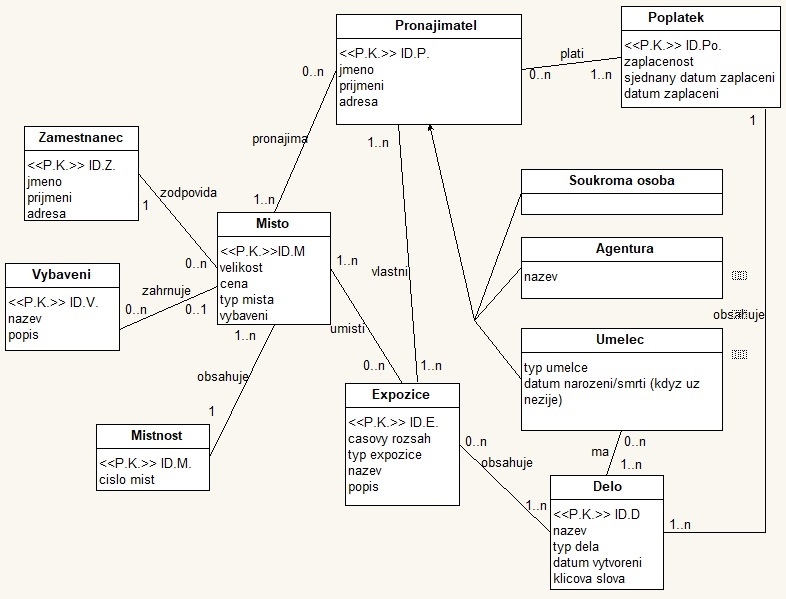 Pronajimatel
<<P.K.>> ID.P.
jmeno
prijmeni
adresa
Poplatek
<<P.K.>> ID.Po.
zaplacenost
sjednany datum zaplaceni
datum zaplaceni
plati
0..n
1..n
0..n
pronajima
1..n
1..n
vlastni
1..n
1
Zamestnanec
<<P.K.>> ID.Z.
jmeno
prijmeni
adresa
zodpovida
1
0..n
Misto
<<P.K.>>ID.M
velikost
cena
typ mista
vybaveni
Soukroma osoba
Agentura
nazev
Vybaveni
<<P.K.>> ID.V.
nazev
popis
zahrnuje
0..n
0..1
1..n
umisti
0..n
obsahuje
Umelec
typ umelce
datum narozeni/smrti (kdyz uz
nezije)
1..n
obsahuje
1
Mistnost
<<P.K.>> ID.M.
cislo mist
Expozice
<<P.K.>> ID.E.
casovy rozsah
typ expozice
nazev
popis
0..n
obsahuje
1..n
0..n
ma
1..n
Delo
<<P.K.>> ID.D
nazev
typ dela
datum vytvoreni
klicova slova
1..n